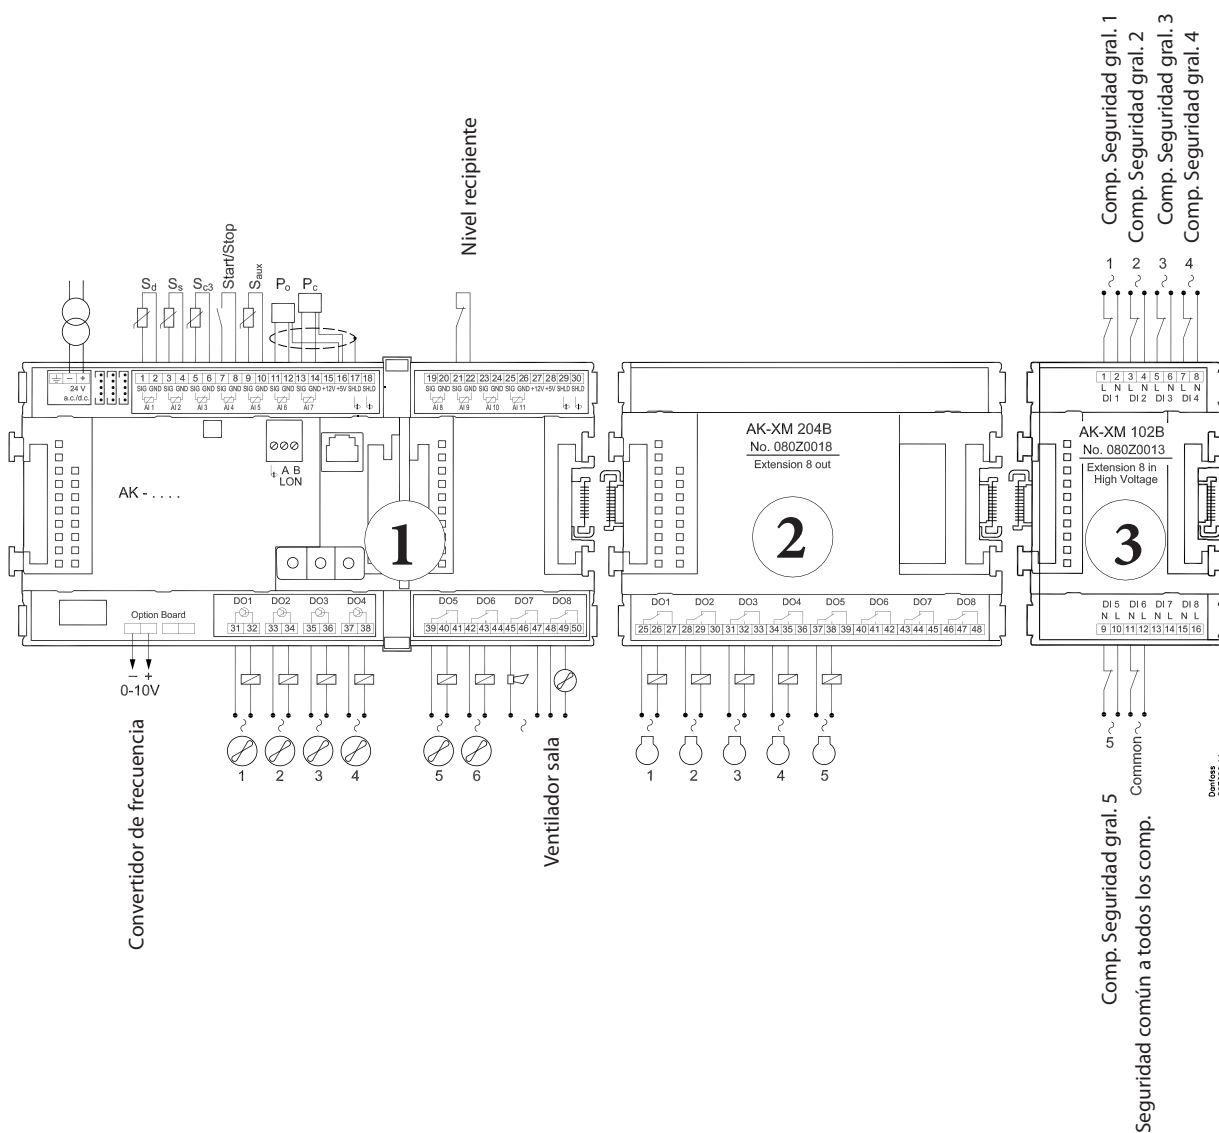 Comp. Seguridad gral. 1
Comp. Seguridad gral. 2
Comp. Seguridad gral. 3
Comp. Seguridad gral. 4
Nivel recipiente
Sd
Ss
Sc3
Start/Stop
Saux
Po
Pc
1 2 3 4
− +
24 V
a.c./d.c.
1 2 3 4 5 6 7 8 9 10 11 12 13 14 15 16 17 18
SIG GND SIG GND SIG GND SIG GND SIG GND SIG GND SIG GND +12V +5V SHLD SHLD
AI 1 AI 2 AI 3 AI 4 AI 5 AI 6 AI 7
19 20 21 22 23 24 25 26 27 28 29 30
SIG GND SIG GND SIG GND SIG GND +12V +5V SHLD SHLD
AI 8 AI 9 AI 10 AI 11
1 2 3 4 5 6 7 8
L N L N L N L N
DI 1 DI 2 DI 3 DI 4
AK - . . . .
A B
LON
1
AK-XM 204B
No. 080Z0018
Extension 8 out
2
AK-XM 102B
No. 080Z0013
Extension 8 in
High Voltage
3
Option Board
DO1 DO2 DO3 DO4
31 32 33 34 35 36 37 38
DO5 DO6 DO7 DO8
39 40 41 42 43 44 45 46 47 48 49 50
DO1 DO2 DO3 DO4 DO5 DO6 DO7 DO8
25 26 27 28 29 30 31 32 33 34 35 36 37 38 39 40 41 42 43 44 45 46 47 48
DI 5 DI 6 DI 7 DI 8
N L N L N L N L
9 10 11 12 13 14 15 16
− +
0-10V
Convertidor de frecuencia
1 2 3 4
5 6
Ventilador sala
1 2 3 4 5
5
Common
Comp. Seguridad gral. 5
Seguridad común a todos los comp.
Danfoss